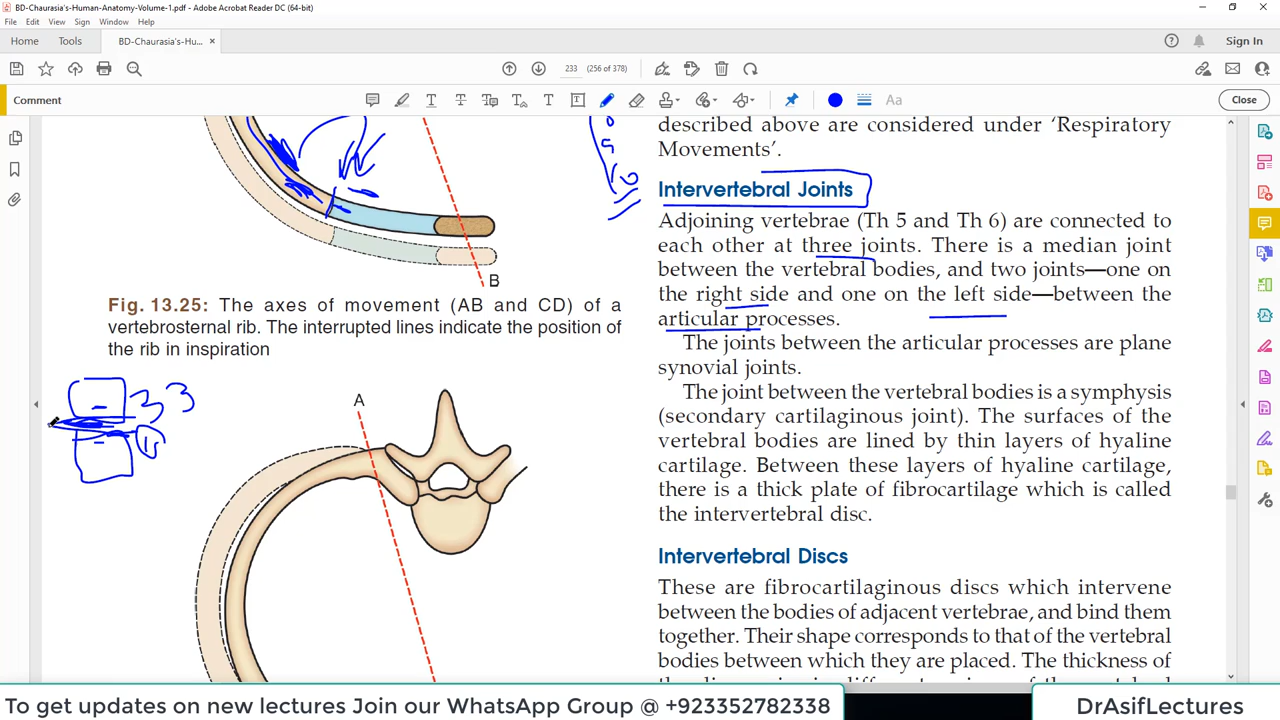 BD-Chaurasia's-Human-Anatomy-Volume-1.pdf - Adobe Acrobat Reader DC (64-bit)
File Edit View Sign Window Help
Home Tools BD-Chaurasia's-Hu... Sign In
233 (256 of 378)
Comment Close
B
Fig. 13.25: The axes of movement (AB and CD) of a
vertebrosternal rib. The interrupted lines indicate the position of
the rib in inspiration
3 3
A
described above are considered under ‘Respiratory
Movements’.
Intervertebral Joints
Adjoining vertebrae (Th 5 and Th 6) are connected to
each other at three joints. There is a median joint
between the vertebral bodies, and two joints—one on
the right side and one on the left side—between the
articular processes.
The joints between the articular processes are plane
synovial joints.
The joint between the vertebral bodies is a symphysis
(secondary cartilaginous joint). The surfaces of the
vertebral bodies are lined by thin layers of hyaline
cartilage. Between these layers of hyaline cartilage,
there is a thick plate of fibrocartilage which is called
the intervertebral disc.
Intervertebral Discs
These are fibrocartilaginous discs which intervene
between the bodies of adjacent vertebrae, and bind them
together. Their shape corresponds to that of the vertebral
bodies between which they are placed. The thickness of
To get updates on new lectures Join our WhatsApp Group @ +923352782338
DrAsifLectures